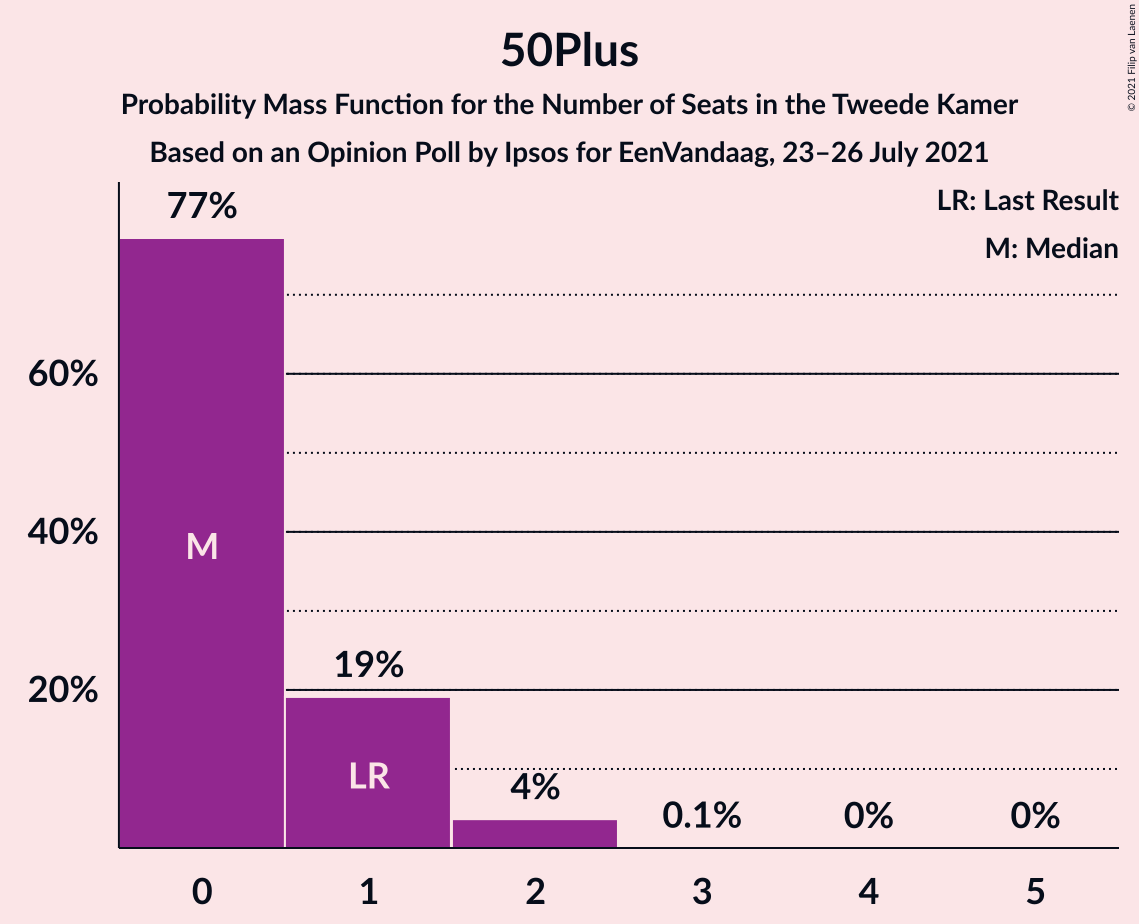 50Plus
Probability Mass Function for the Number of Seats in the Tweede Kamer
Based on an Opinion Poll by Ipsos for EenVandaag, 23–26 July 2021
© 2021 Filip van Laenen
LR: Last Result
M: Median
77%
60%
40%
20%
M
19%
LR
4%
0.1%
0%
0%
0 1 2 3 4 5